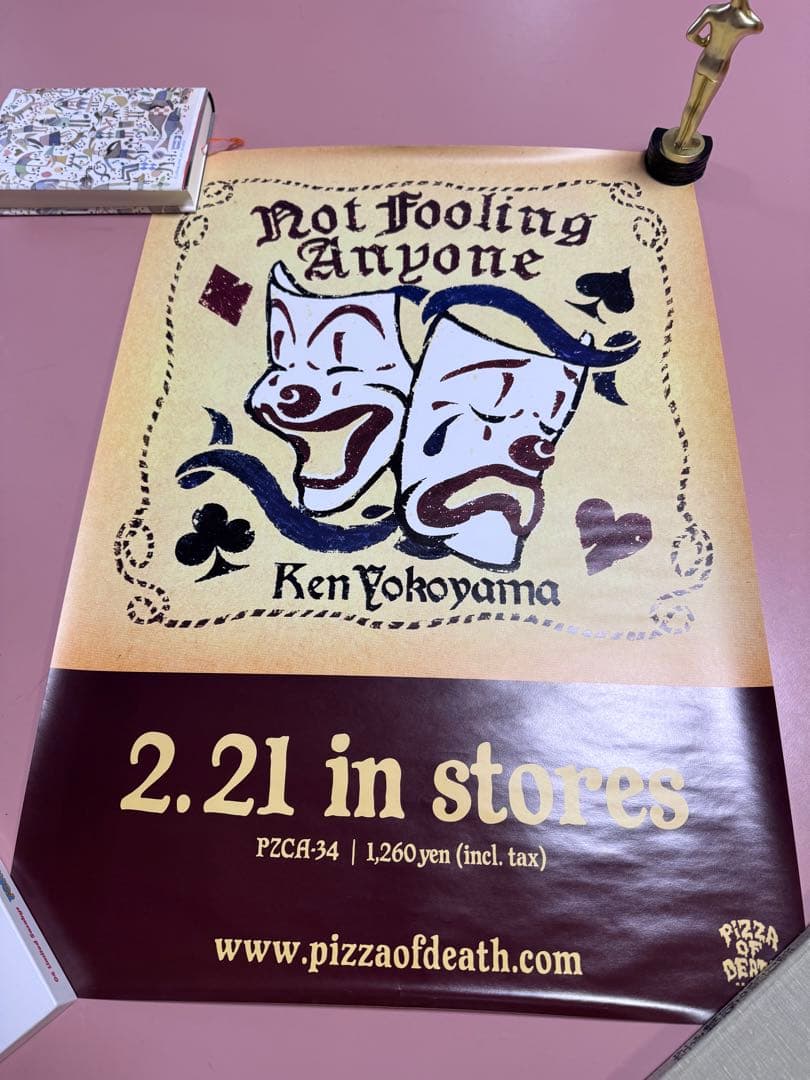 Not Fooling
Anyone
Ken Yokoyama
2.21 in stores
PZCA-34 | 1,260 yen (incl. tax)
www.pizzaofdeath.com
PIZZA
OF
DEATH